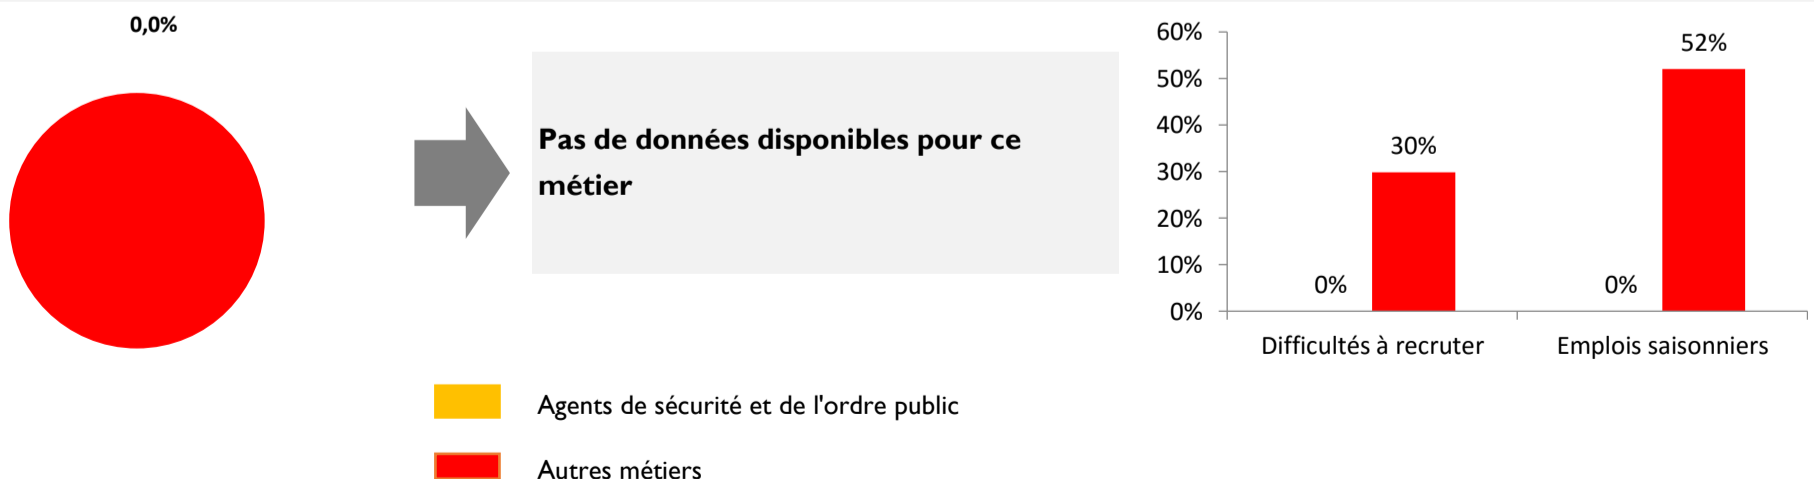 0,0%
Pas de données disponibles pour ce
métier
60%
50%
40%
30%
20%
10%
0%
0%
30%
0%
52%
Difficultés à recruter
Emplois saisonniers
Agents de sécurité et de l'ordre public
Autres métiers